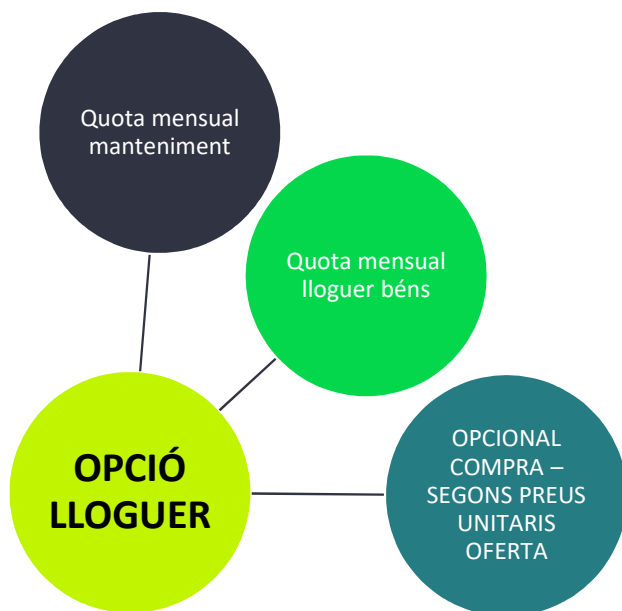 Quota mensual
manteniment
Quota mensual
lloguer béns
OPCIÓ
LLOGUER
OPCIONAL
COMPRA –
SEGONS PREUS
UNITARIS
OFERTA